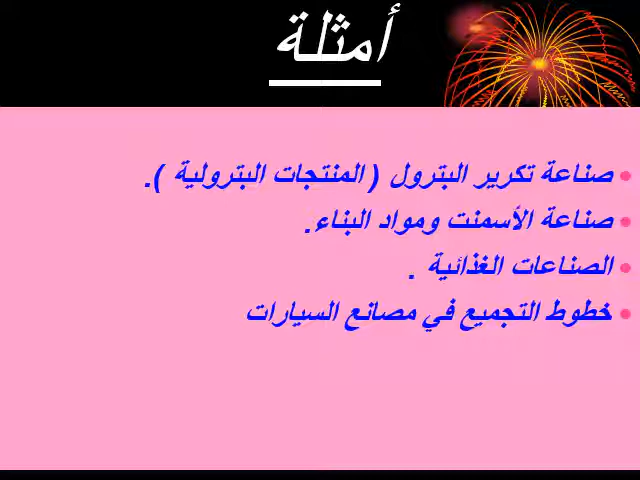 أمثلة
صناعة تكرير البترول ( المنتجات البترولية ).
صناعة الأسمنت ومواد البناء.
الصناعات الغذائية .
خطوط التجميع في مصانع السيارات